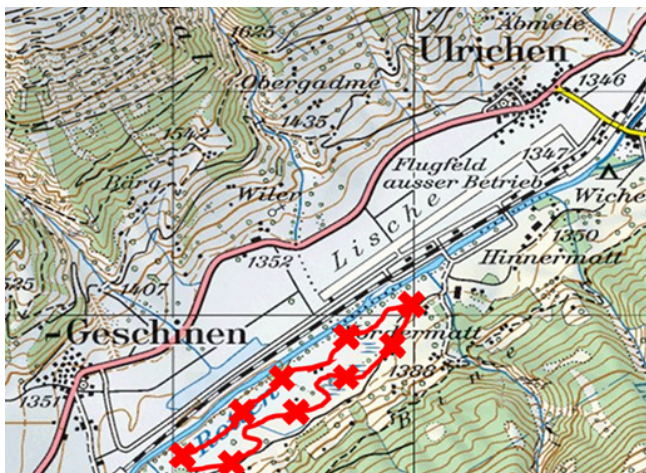 Abmete
1625
Ulrichen
Obergadme
1346
1435
1542
1347
Flugfeld
ausser Betrieb
Bärg
Wiler
Wiche
Lische
1350
1352
Hinnermatt
1407
-Geschinen
1388
1351